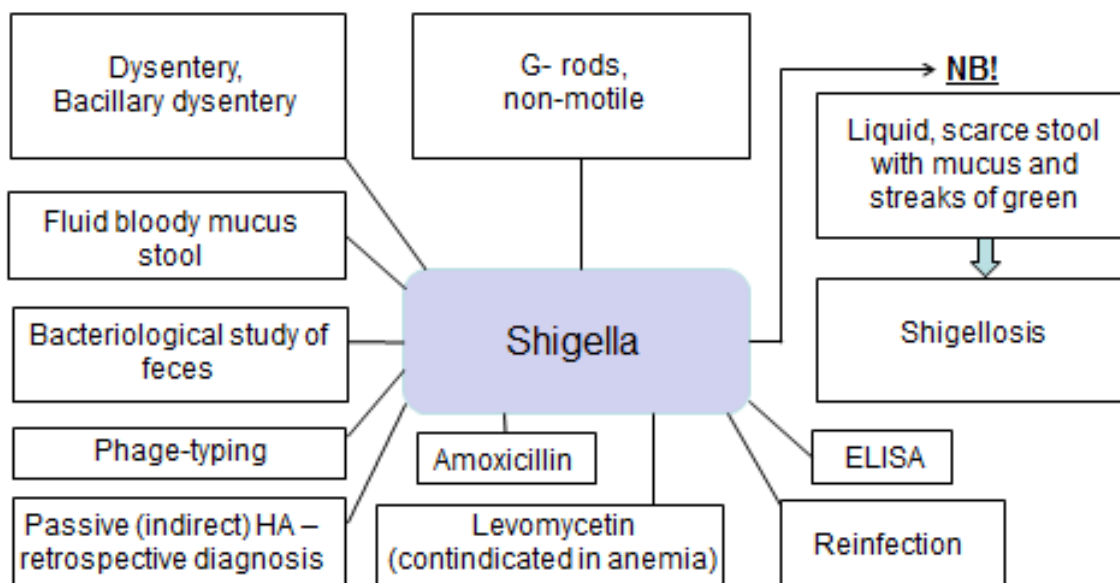 Dysentery,
Bacillary dysentery
G- rods,
non-motile
NB!
Liquid, scarce stool
with mucus and
streaks of green
Fluid bloody mucus
stool
Bacteriological study of
feces
Shigella
Shigellosis
Phage-typing
Amoxicillin
ELISA
Passive (indirect) HA –
retrospective diagnosis
Levomycetin
(contindicated in anemia)
Reinfection